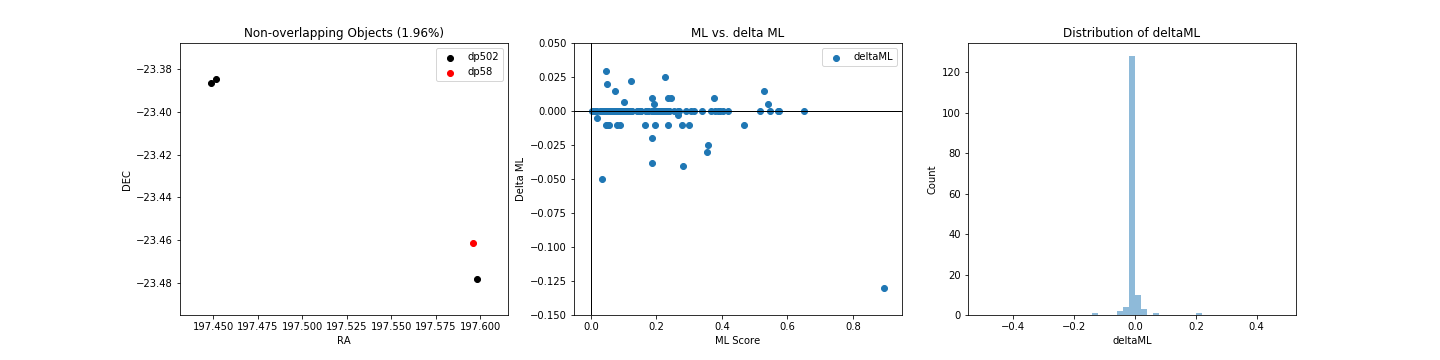 Non-overlapping Objects (1.96%)
dp502
dp58
−23.38
−23.40
−23.42
−23.44
−23.46
−23.48
DEC
197.450 197.475 197.500 197.525 197.550 197.575 197.600
RA
ML vs. delta ML
deltaML
0.050
0.025
0.000
−0.025
−0.050
−0.075
−0.100
−0.125
−0.150
Delta ML
0.0 0.2 0.4 0.6 0.8
ML Score
Distribution of deltaML
120
100
80
60
40
20
0
Count
−0.4 −0.2 0.0 0.2 0.4
deltaML